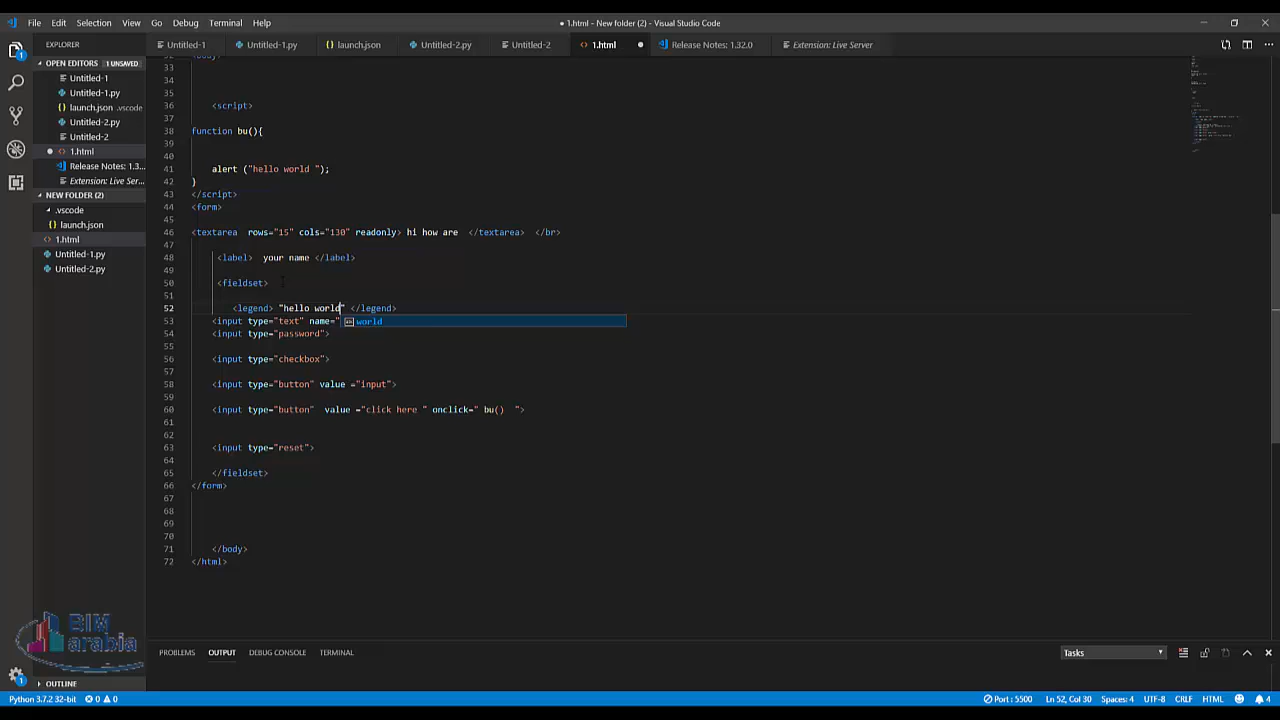 File Edit Selection View Go Debug Terminal Help
● 1.html - New folder (2) - Visual Studio Code
EXPLORER
Untitled-1 Untitled-1.py launch.json Untitled-2.py Untitled-2 1.html Release Notes: 1.32.0 Extension: Live Server
OPEN EDITORS 1 UNSAVED
Untitled-1
Untitled-1.py
launch.json .vscode
Untitled-2.py
Untitled-2
1.html
Release Notes: 1.3...
Extension: Live Ser...
NEW FOLDER (2)
.vscode
launch.json
1.html
Untitled-1.py
Untitled-2.py
32 <body>
33
34
35
36 <script>
37
38 function bu(){
39
40
41 alert ("hello world ");
42 }
43 </script>
44 <form>
45
46 <textarea rows="15" cols="130" readonly> hi how are </textarea> </br>
47
48 <label> your name </label>
49
50 <fieldset>
51
52 <legend> "hello world" </legend>
53 <input type="text" name="
world
54 <input type="password">
55
56 <input type="checkbox">
57
58 <input type="button" value ="input">
59
60 <input type="button" value ="click here " onclick=" bu() ">
61
62
63 <input type="reset">
64
65 </fieldset>
66 </form>
67
68
69
70
71 </body>
72 </html>
BIM
arabia
PROBLEMS OUTPUT DEBUG CONSOLE TERMINAL
Tasks
OUTLINE
Python 3.7.2 32-bit 0 0 Port : 5500 Ln 52, Col 30 Spaces: 4 UTF-8 CRLF HTML 4